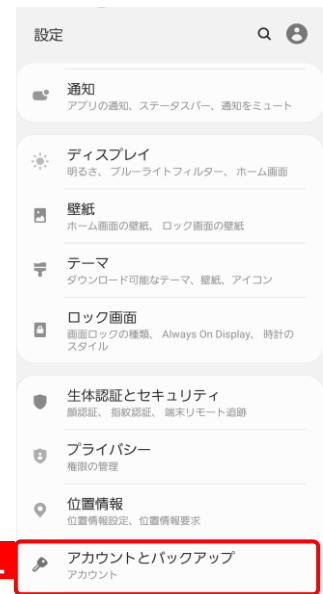 設定
通知
アプリの通知、ステータスバー、通知をミュート
ディスプレイ
明るさ、ブルーライトフィルター、ホーム画面
壁紙
ホーム画面の壁紙、ロック画面の壁紙
テーマ
ダウンロード可能なテーマ、壁紙、アイコン
ロック画面
画面ロックの種類、Always On Display、時計の
スタイル
生体認証とセキュリティ
顔認証、指紋認証、端末リモート追跡
プライバシー
権限の管理
位置情報
位置情報設定、位置情報要求
アカウントとバックアップ
アカウント